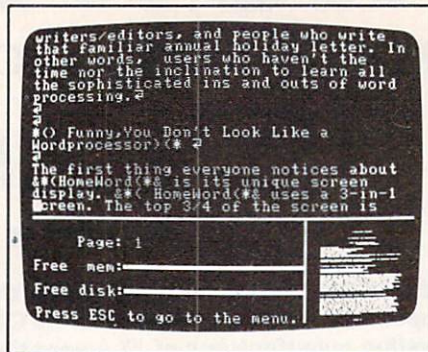 writers/editors, and people who write
that familiar annual holiday letter. In
other words,  users who haven't the
time nor the inclination to learn all
the sophisticated ins and outs of word
processing.
*() Funny,You Don't Look Like a
Wordprocessor)(*
The first thing everyone notices about
&*(HomeWord(*& is its unique screen
display. &*( HomeWord(*& uses a 3-in-1
screen. The top 3/4 of the screen is
Page: 1
Free mem:
Free disk:
Press ESC to go to the menu.